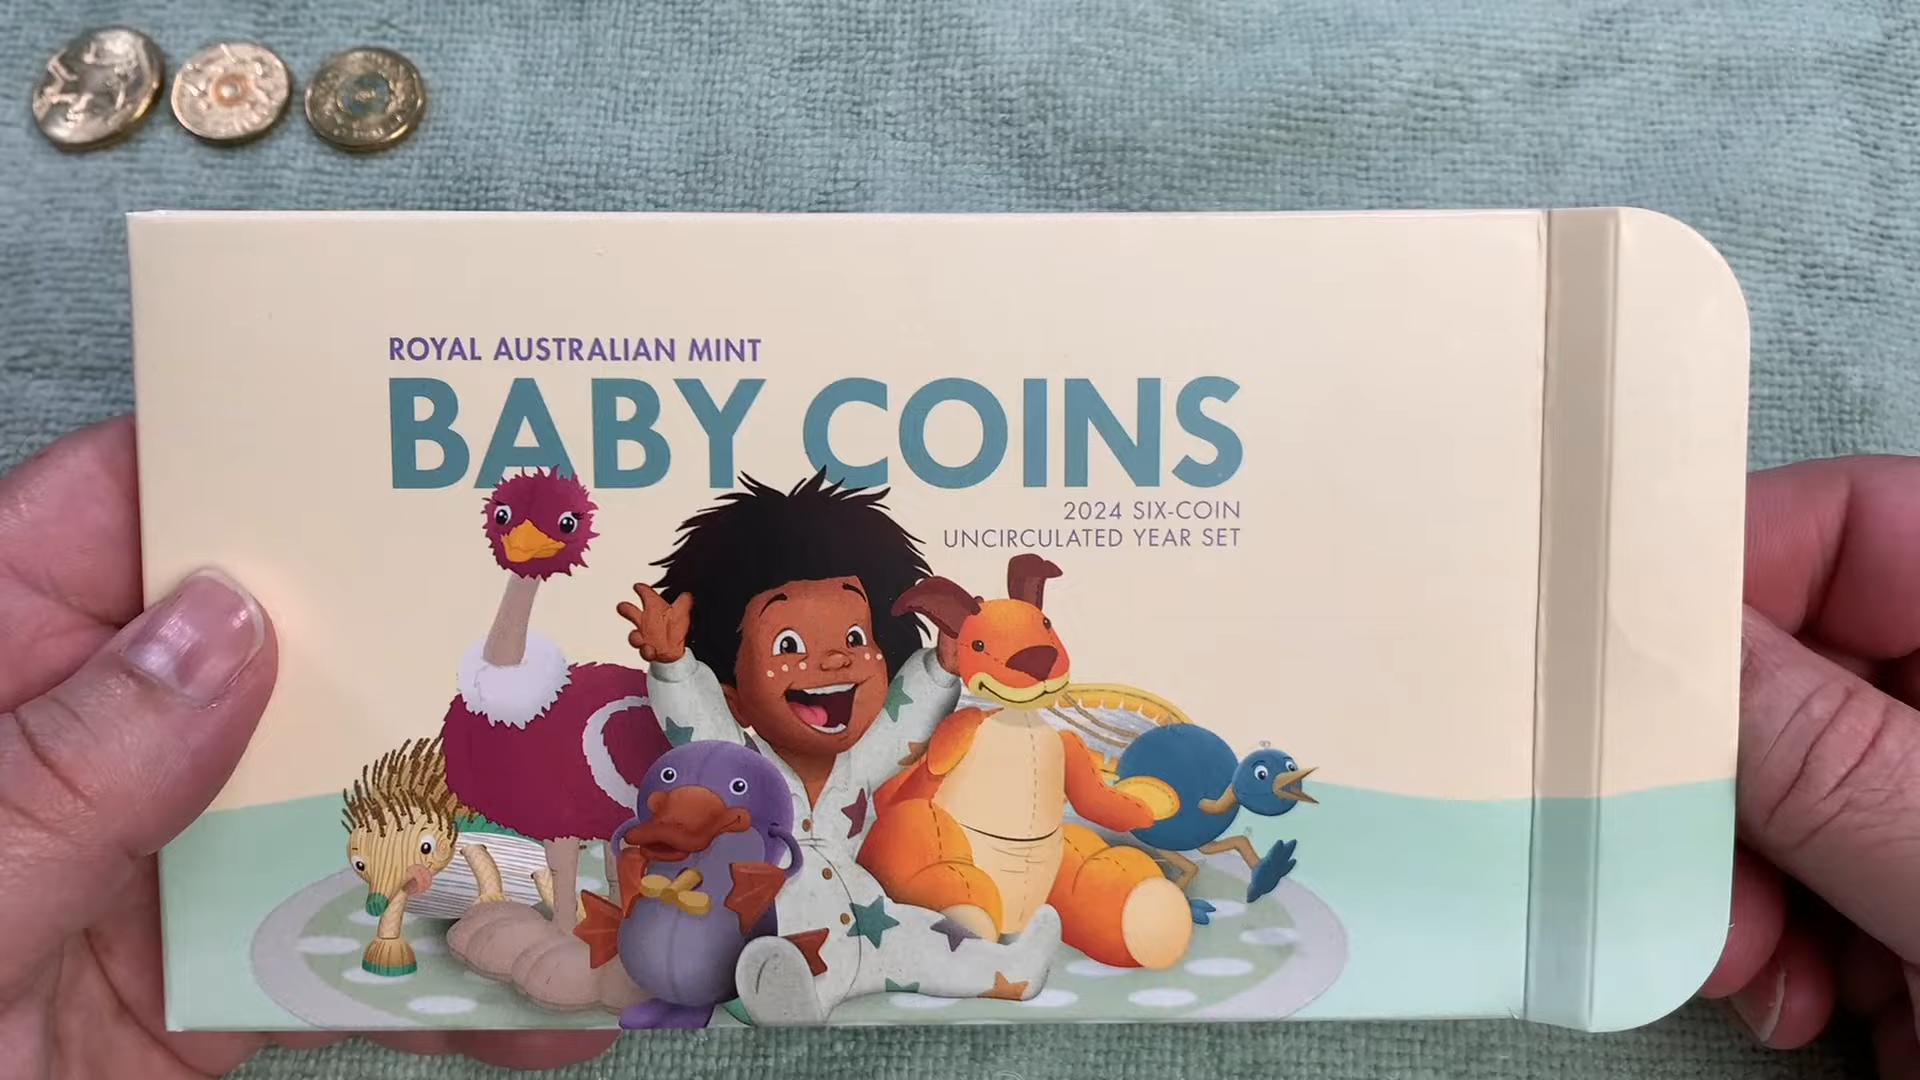 ROYAL AUSTRALIAN MINT
BABY COINS
2024 SIX-COIN
UNCIRCULATED YEAR SET